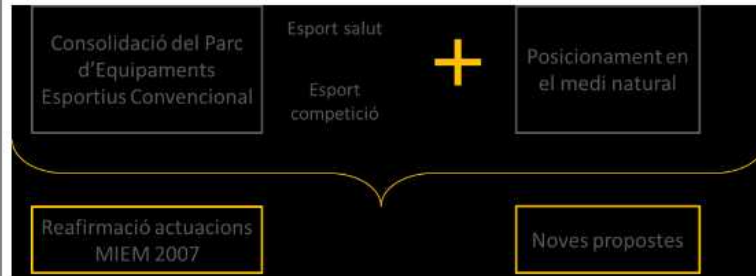 Consolidació del Parc
d'Equipaments
Esportius Convencional
Esport salut
Esport
competició
+
Posicionament en
el medi natural
Reafirmació actuacions
MIEM 2007
Noves propostes